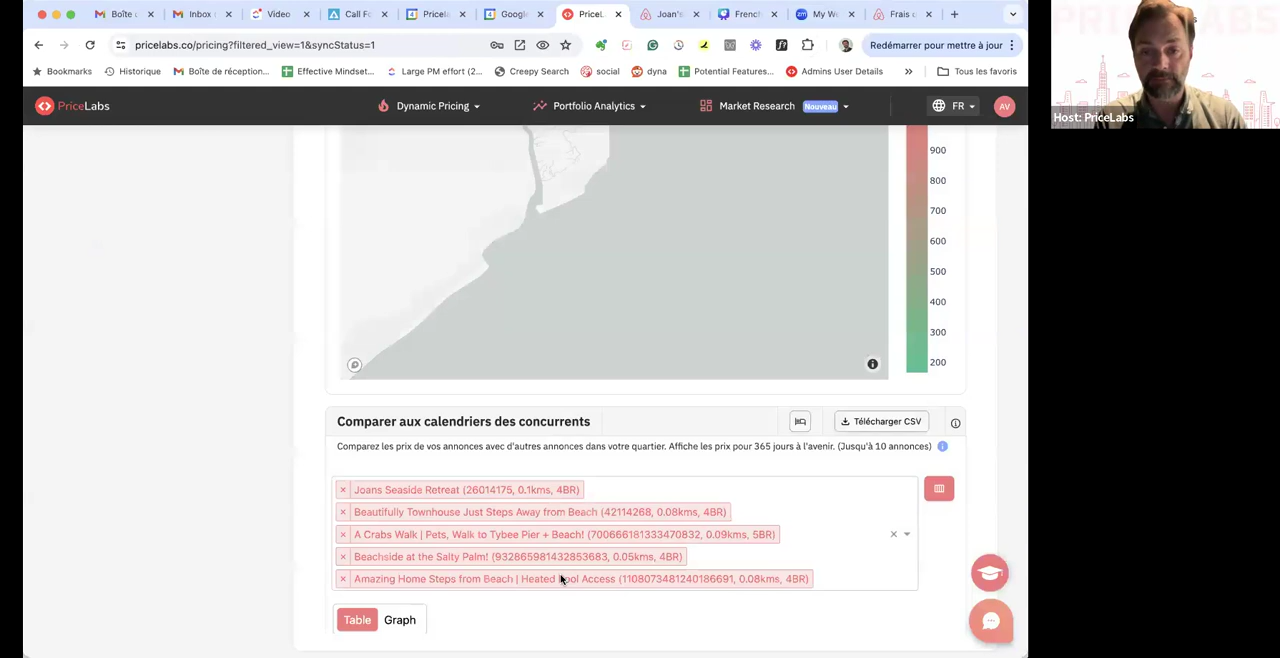 Boîte c
Inbox (
Video
Call Fo
Pricela
Google
PriceL
Joan's
French
My We
Frais d
pricelabs.co/pricing?filtered_view=1&syncStatus=1
Redémarrer pour mettre à jour
Bookmarks
Historique
Boîte de réception...
Effective Mindset...
Large PM effort (2...
Creepy Search
social
dyna
Potential Features...
Admins User Details
Tous les favoris
PriceLabs
Dynamic Pricing
Portfolio Analytics
Market Research
Nouveau
FR
AV
Host: PriceLabs
900
800
700
600
500
400
300
200
Comparer aux calendriers des concurrents
Télécharger CSV
Comparez les prix de vos annonces avec d'autres annonces dans votre quartier. Affiche les prix pour 365 jours à l'avenir. (Jusqu'à 10 annonces)
× Joans Seaside Retreat (26014175, 0.1kms, 4BR)
× Beautifully Townhouse Just Steps Away from Beach (42114268, 0.08kms, 4BR)
× A Crabs Walk | Pets, Walk to Tybee Pier + Beach! (700666181333470832, 0.09kms, 5BR)
× Beachside at the Salty Palm! (932865981432853683, 0.05kms, 4BR)
× Amazing Home Steps from Beach | Heated Pool Access (1108073481240186691, 0.08kms, 4BR)
Table
Graph